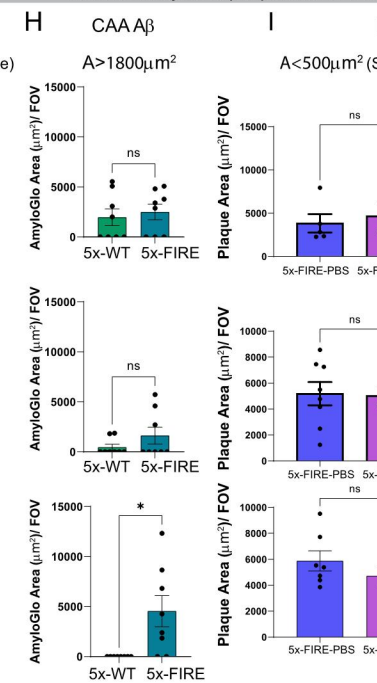 H
CAA Aβ
I
e)
A>1800μm²
A<500μm² (S
AmyloGlo Area (μm²)/ FOV
15000
10000
5000
0
ns
5x-WT 5x-FIRE
Plaque Area (μm²)/ FOV
15000
10000
5000
0
ns
5x-FIRE-PBS 5x-F
AmyloGlo Area (μm²)/ FOV
15000
10000
5000
0
ns
5x-WT 5x-FIRE
Plaque Area (μm²)/ FOV
10000
8000
6000
4000
2000
0
ns
5x-FIRE-PBS 5x-
AmyloGlo Area (μm²)/ FOV
15000
10000
5000
0
*
5x-WT 5x-FIRE
Plaque Area (μm²)/ FOV
10000
8000
6000
4000
2000
0
ns
5x-FIRE-PBS 5x-